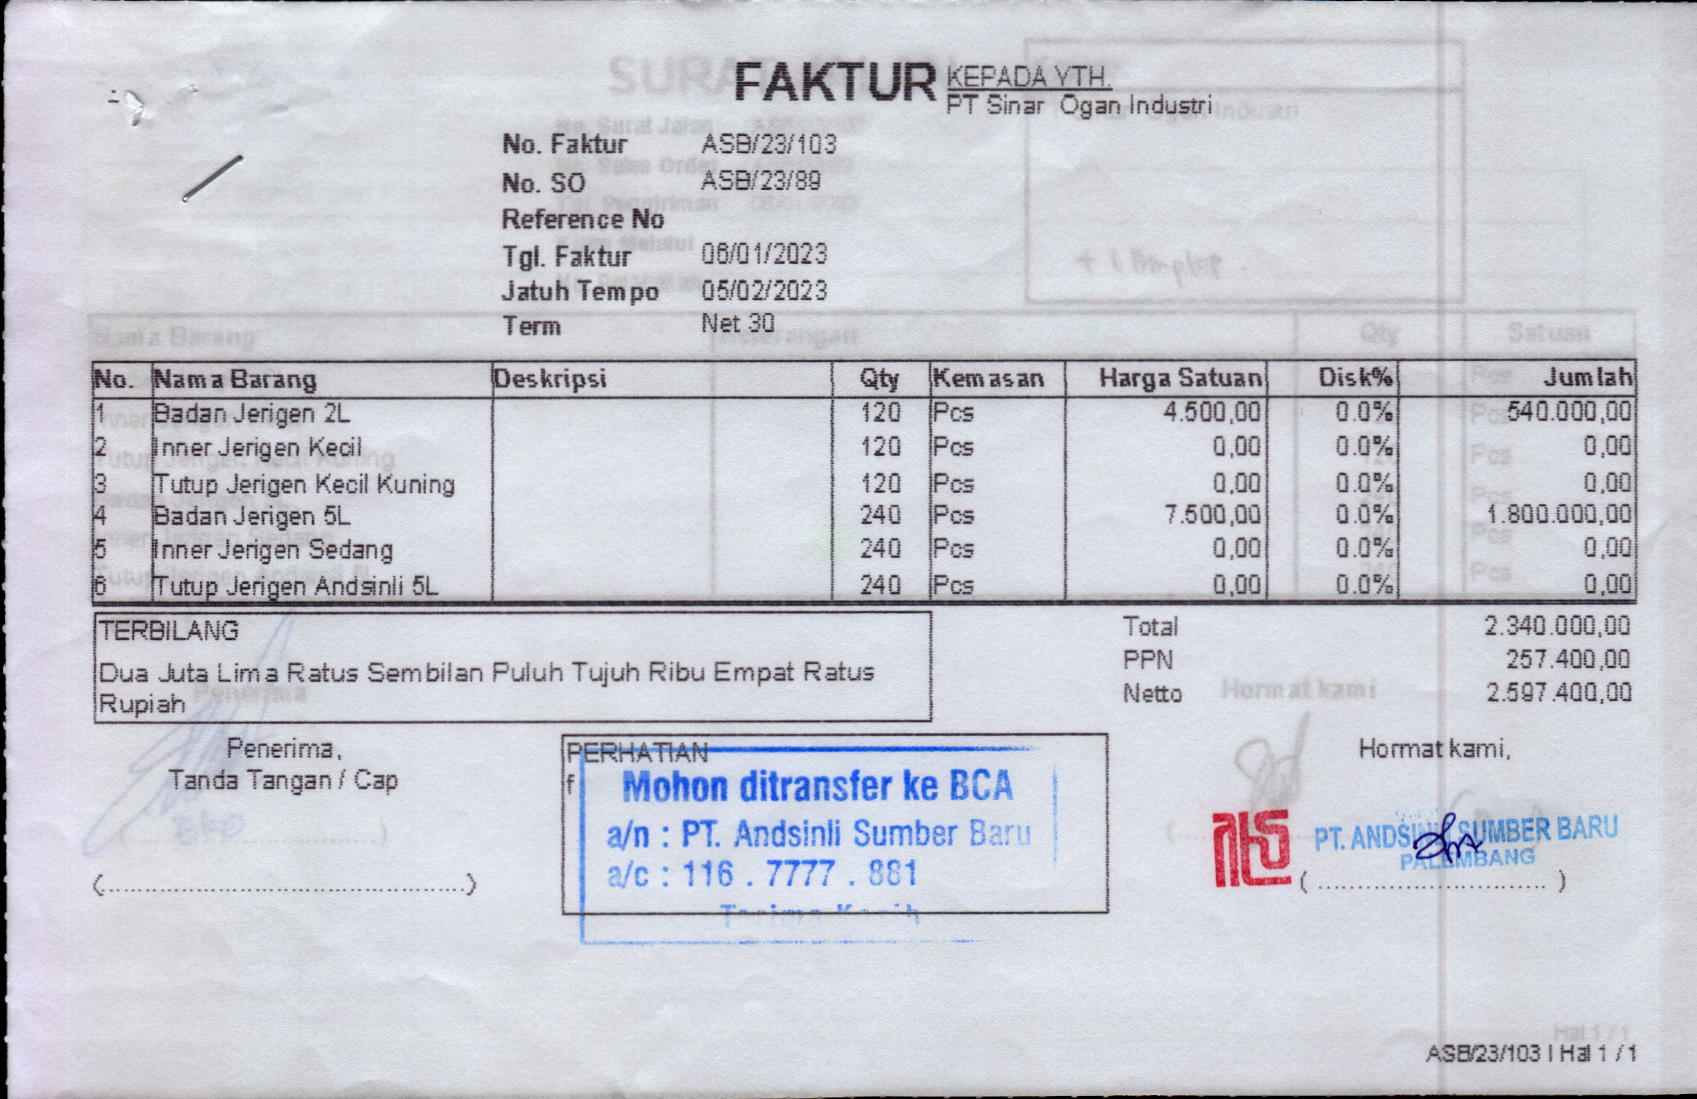 FAKTUR
KEPADA YTH.
PT Sinar Ogan Industri
No. Faktur ASB/23/103
No. SO ASB/23/89
Reference No
Tgl. Faktur 06/01/2023
Jatuh Tempo 05/02/2023
Term Net 30
No. Nama Barang Deskripsi Qty Kemasan Harga Satuan Disk% Jumlah
1 Badan Jerigen 2L 120 Pcs 4.500,00 0.0% 540.000,00
2 Inner Jerigen Kecil 120 Pcs 0,00 0.0% 0,00
3 Tutup Jerigen Kecil Kuning 120 Pcs 0,00 0.0% 0,00
4 Badan Jerigen 5L 240 Pcs 7.500,00 0.0% 1.800.000,00
5 Inner Jerigen Sedang 240 Pcs 0,00 0.0% 0,00
6 Tutup Jerigen Andsinli 5L 240 Pcs 0,00 0.0% 0,00
TERBILANG
Dua Juta Lima Ratus Sembilan Puluh Tujuh Ribu Empat Ratus
Rupiah
Total 2.340.000,00
PPN 257.400,00
Netto 2.597.400,00
Penerima,
Tanda Tangan / Cap
(....................................................)
PERHATIAN
f
Mohon ditransfer ke BCA
a/n : PT. Andsinli Sumber Baru
a/c : 116 . 7777 . 881
Terima Kasih
Hormat kami,
PT. ANDSINLI SUMBER BARU
PALEMBANG
( ................................ )
ASB/23/103 | Hal 1 / 1